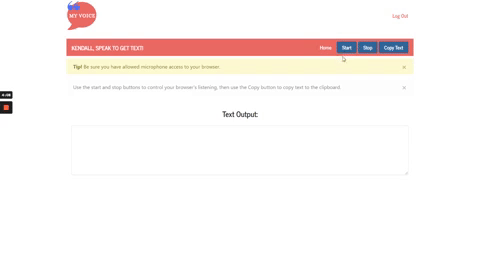 MY VOICE
Log Out
KENDALL, SPEAK TO GET TEXT!
Home
Start
Stop
Copy Text
Tip! Be sure you have allowed microphone access to your browser.
×
Use the start and stop buttons to control your browser's listening, then use the Copy button to copy text to the clipboard.
×
Text Output: